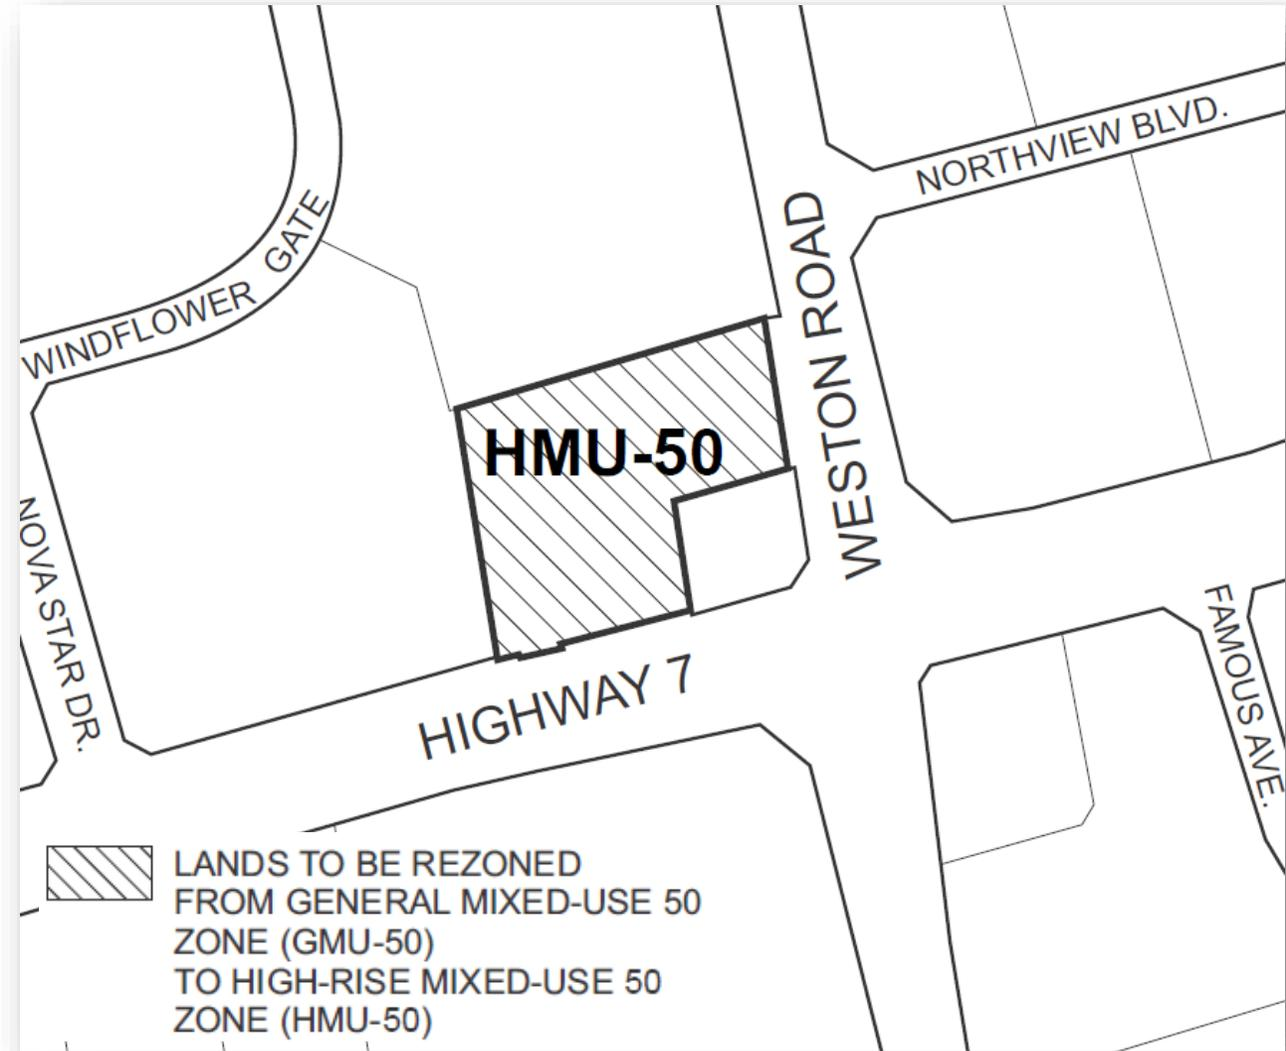 NORTHVIEW BLVD.
WINDFLOWER GATE
WESTON ROAD
HMU-50
NOVA STAR DR.
HIGHWAY 7
FAMOUS AVE.
LANDS TO BE REZONED
FROM GENERAL MIXED-USE 50
ZONE (GMU-50)
TO HIGH-RISE MIXED-USE 50
ZONE (HMU-50)